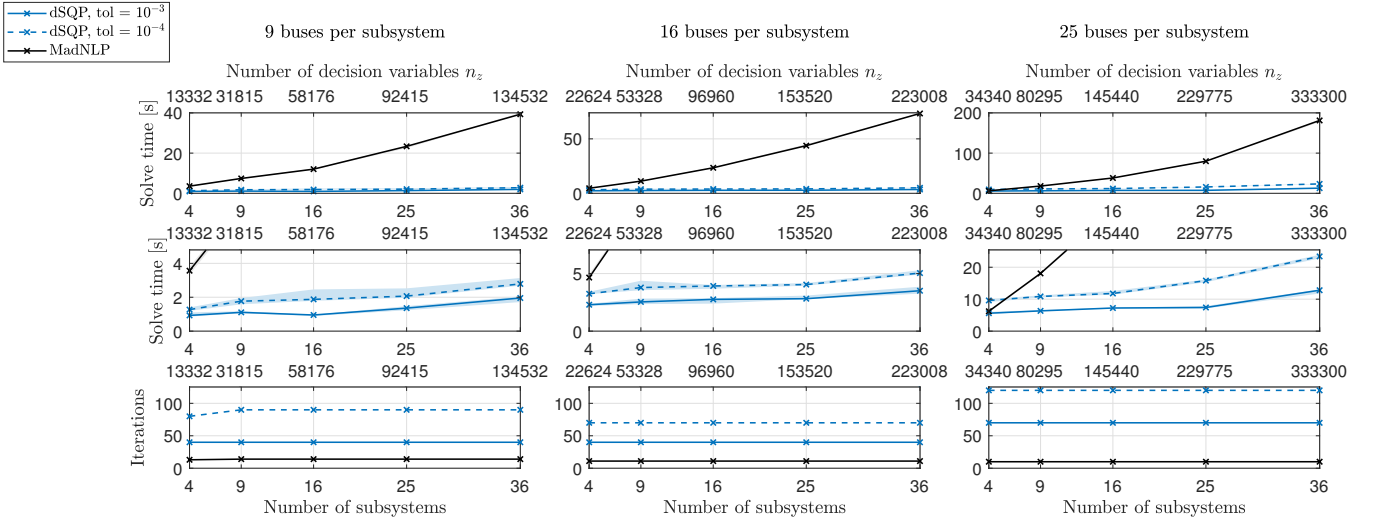 dSQP, tol = 10⁻³
dSQP, tol = 10⁻⁴
MadNLP
9 buses per subsystem
16 buses per subsystem
25 buses per subsystem
Number of decision variables n_z
Number of decision variables n_z
Number of decision variables n_z
13332 31815 58176 92415 134532
22624 53328 96960 153520 223008
34340 80295 145440 229775 333300
Solve time [s]
40
20
0
50
0
200
100
0
4 9 16 25 36
4 9 16 25 36
4 9 16 25 36
13332 31815 58176 92415 134532
22624 53328 96960 153520 223008
34340 80295 145440 229775 333300
Solve time [s]
4
2
0
5
0
20
10
0
4 9 16 25 36
4 9 16 25 36
4 9 16 25 36
13332 31815 58176 92415 134532
22624 53328 96960 153520 223008
34340 80295 145440 229775 333300
Iterations
100
50
0
100
50
0
100
50
0
4 9 16 25 36
4 9 16 25 36
4 9 16 25 36
Number of subsystems
Number of subsystems
Number of subsystems